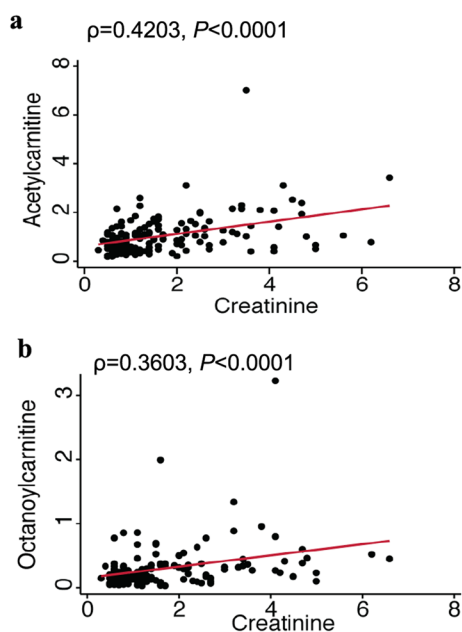 a
ρ=0.4203, P<0.0001
Acetylcarnitine
8
6
4
2
0
0 2 4 6 8
Creatinine
b
ρ=0.3603, P<0.0001
Octanoylcarnitine
3
2
1
0
0 2 4 6 8
Creatinine